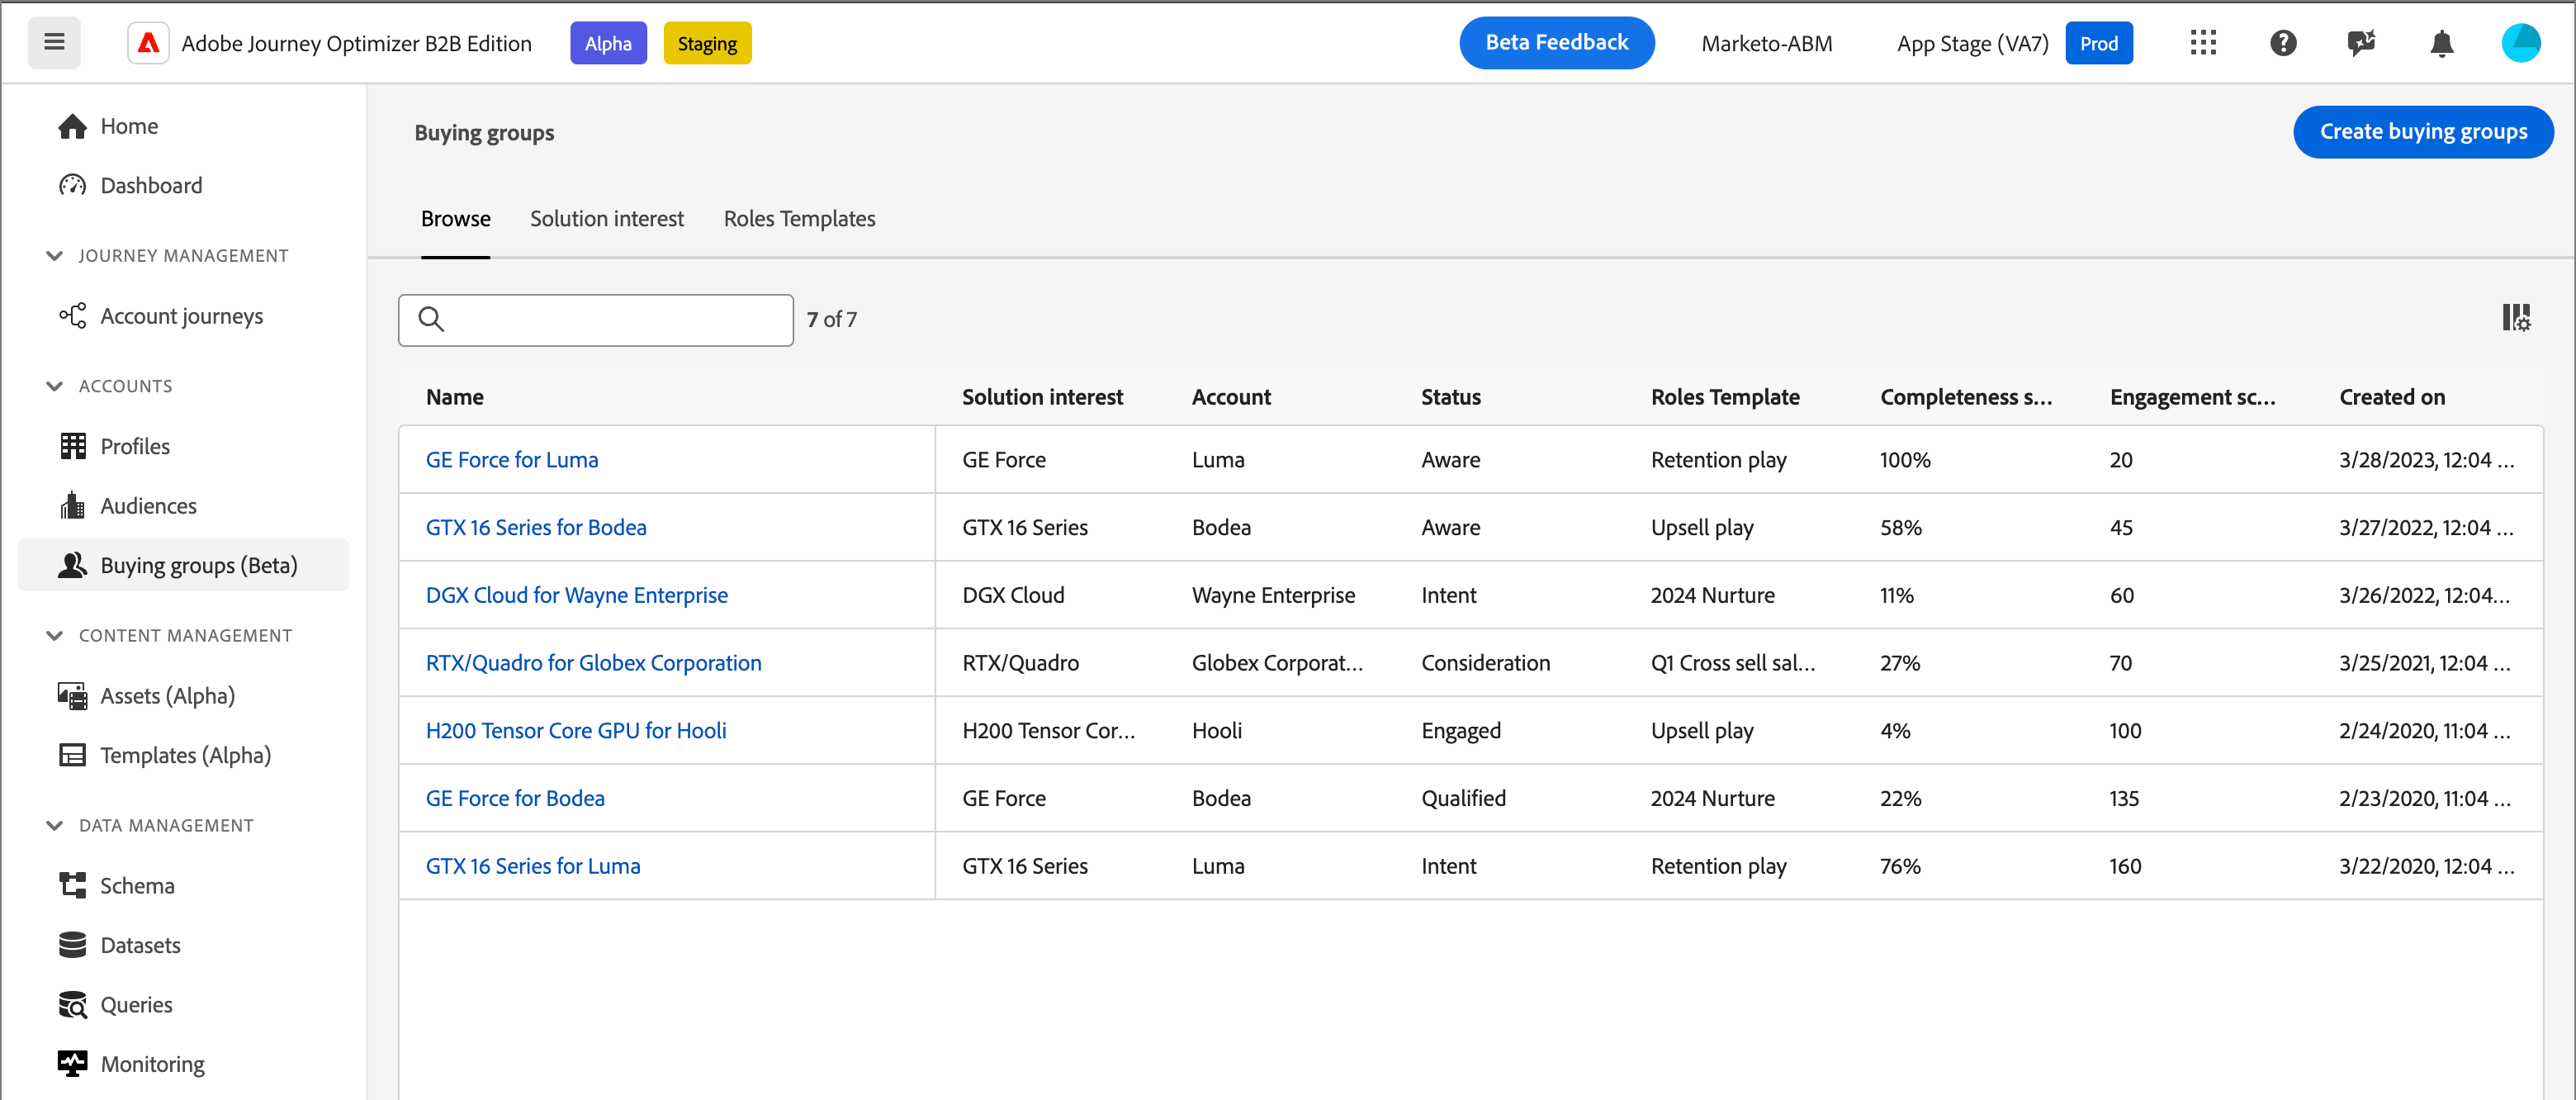 Adobe Journey Optimizer B2B Edition Alpha Staging Beta Feedback Marketo-ABM App Stage (VA7) Prod
Home
Dashboard
JOURNEY MANAGEMENT
Account journeys
ACCOUNTS
Profiles
Audiences
Buying groups (Beta)
CONTENT MANAGEMENT
Assets (Alpha)
Templates (Alpha)
DATA MANAGEMENT
Schema
Datasets
Queries
Monitoring
Buying groups Create buying groups
Browse Solution interest Roles Templates
7 of 7
Name Solution interest Account Status Roles Template Completeness s... Engagement sc... Created on
GE Force for Luma GE Force Luma Aware Retention play 100% 20 3/28/2023, 12:04 ...
GTX 16 Series for Bodea GTX 16 Series Bodea Aware Upsell play 58% 45 3/27/2022, 12:04 ...
DGX Cloud for Wayne Enterprise DGX Cloud Wayne Enterprise Intent 2024 Nurture 11% 60 3/26/2022, 12:04...
RTX/Quadro for Globex Corporation RTX/Quadro Globex Corporat... Consideration Q1 Cross sell sal... 27% 70 3/25/2021, 12:04 ...
H200 Tensor Core GPU for Hooli H200 Tensor Cor... Hooli Engaged Upsell play 4% 100 2/24/2020, 11:04 ...
GE Force for Bodea GE Force Bodea Qualified 2024 Nurture 22% 135 2/23/2020, 11:04 ...
GTX 16 Series for Luma GTX 16 Series Luma Intent Retention play 76% 160 3/22/2020, 12:04 ...